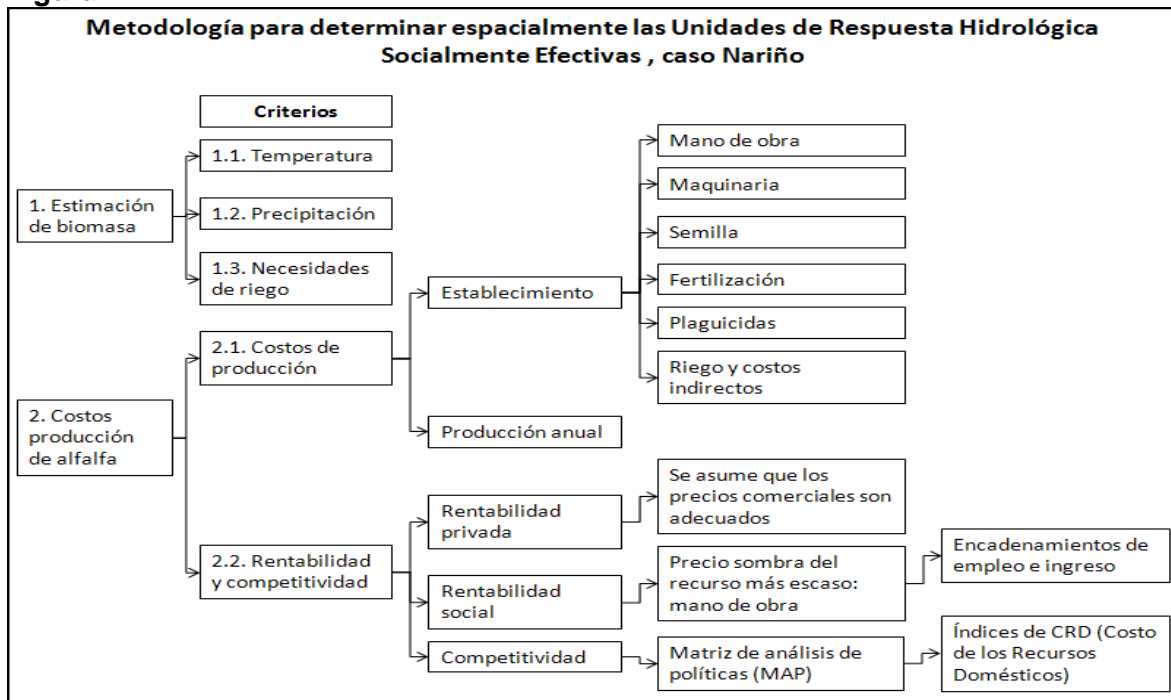 Metodología para determinar espacialmente las Unidades de Respuesta Hidrológica
Socialmente Efectivas , caso Nariño
Criterios
1. Estimación
de biomasa
1.1. Temperatura
1.2. Precipitación
1.3. Necesidades
de riego
2. Costos
producción
de alfalfa
2.1. Costos de
producción
Establecimiento
Mano de obra
Maquinaria
Semilla
Fertilización
Plaguicidas
Riego y costos
indirectos
Producción anual
2.2. Rentabilidad
y competitividad
Rentabilidad
privada
Se asume que los
precios comerciales son
adecuados
Rentabilidad
social
Precio sombra del
recurso más escaso:
mano de obra
Encadenamientos de
empleo e ingreso
Competitividad
Matriz de análisis de
políticas (MAP)
Índices de CRD (Costo
de los Recursos
Domésticos)